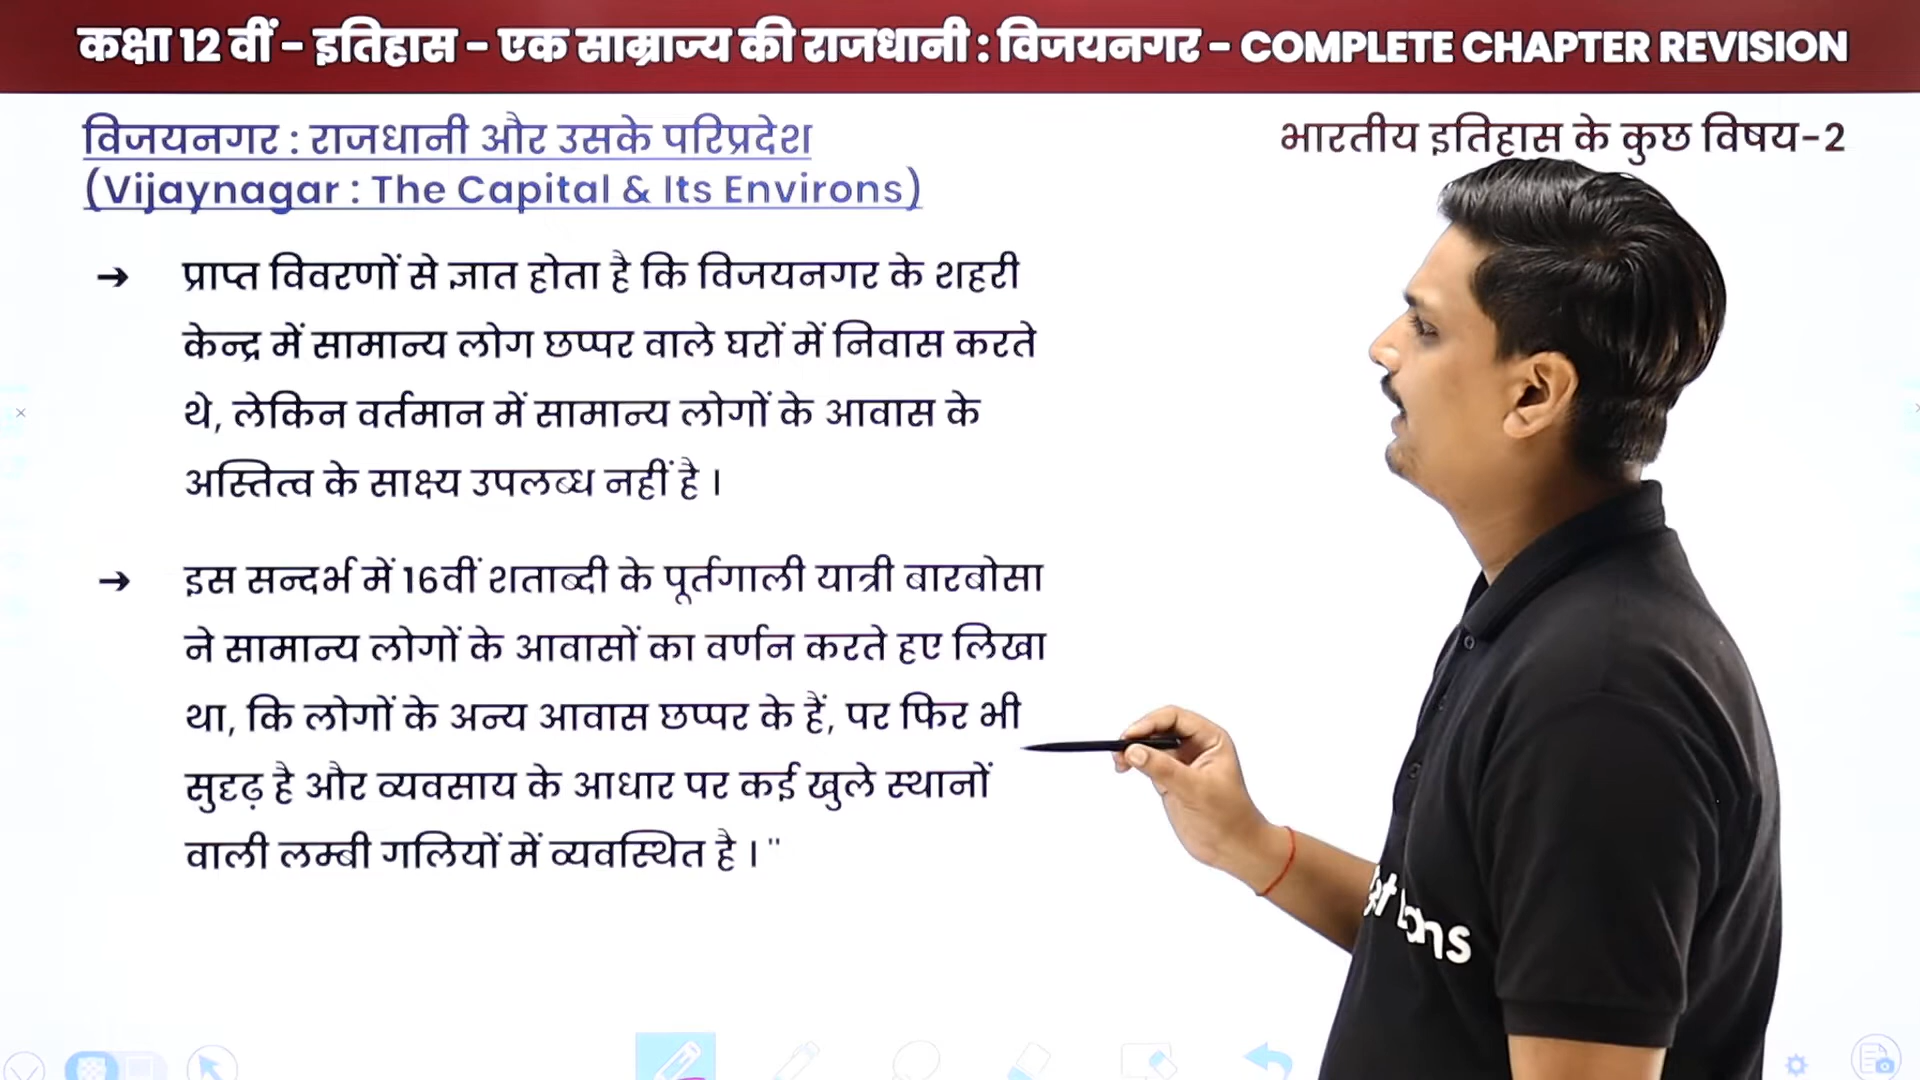 कक्षा 12 वीं - इतिहास - एक साम्राज्य की राजधानी : विजयनगर - COMPLETE CHAPTER REVISION
विजयनगर : राजधानी और उसके परिप्रदेश
(Vijaynagar : The Capital & Its Environs)
भारतीय इतिहास के कुछ विषय-2
➔ प्राप्त विवरणों से ज्ञात होता है कि विजयनगर के शहरी
केन्द्र में सामान्य लोग छप्पर वाले घरों में निवास करते
थे, लेकिन वर्तमान में सामान्य लोगों के आवास के
अस्तित्व के साक्ष्य उपलब्ध नहीं है ।
➔ इस सन्दर्भ में 16वीं शताब्दी के पूर्तगाली यात्री बारबोसा
ने सामान्य लोगों के आवासों का वर्णन करते हए लिखा
था, कि लोगों के अन्य आवास छप्पर के हैं, पर फिर भी
सुदृढ़ है और व्यवसाय के आधार पर कई खुले स्थानों
वाली लम्बी गलियों में व्यवस्थित है । "